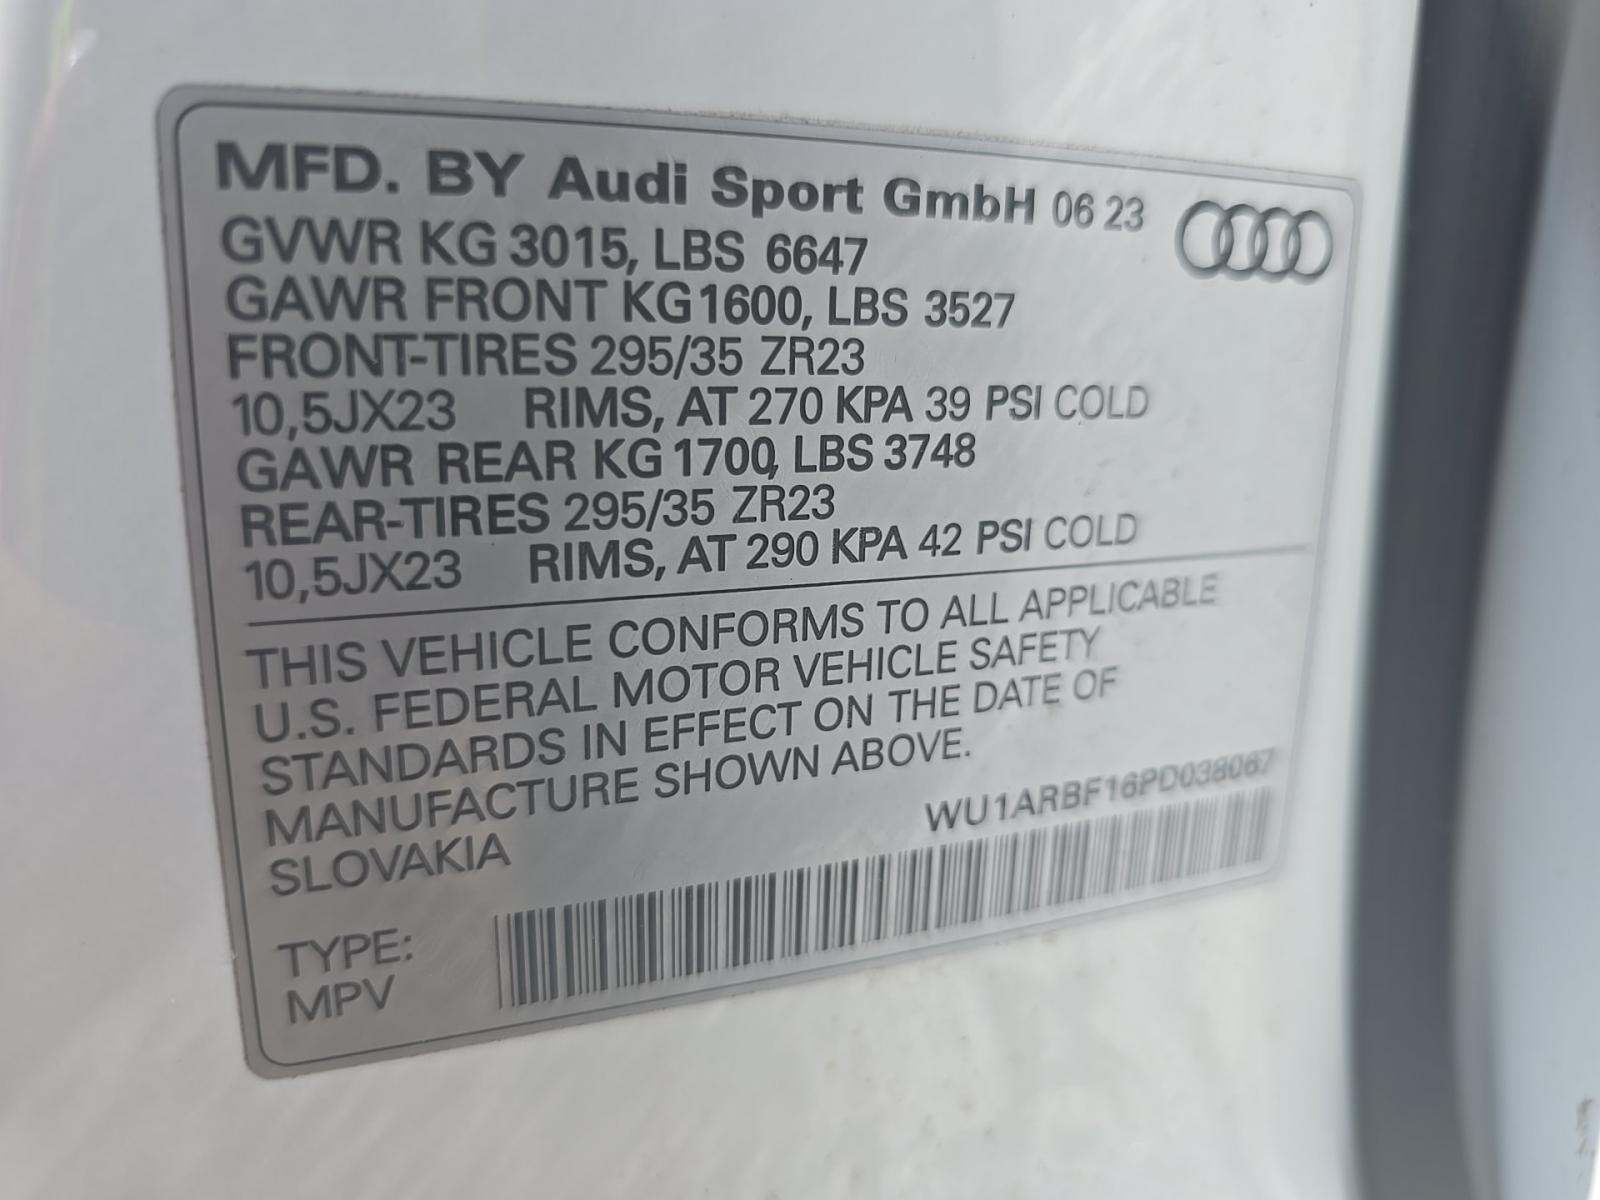 MFD. BY Audi Sport GmbH 06 23
GVWR KG 3015, LBS 6647
GAWR FRONT KG 1600, LBS 3527
FRONT-TIRES 295/35 ZR23
10,5JX23 RIMS, AT 270 KPA 39 PSI COLD
GAWR REAR KG 1700, LBS 3748
REAR-TIRES 295/35 ZR23
10,5JX23 RIMS, AT 290 KPA 42 PSI COLD
THIS VEHICLE CONFORMS TO ALL APPLICABLE
U.S. FEDERAL MOTOR VEHICLE SAFETY
STANDARDS IN EFFECT ON THE DATE OF
MANUFACTURE SHOWN ABOVE.
WU1ARBF16PD038067
SLOVAKIA
TYPE:
MPV